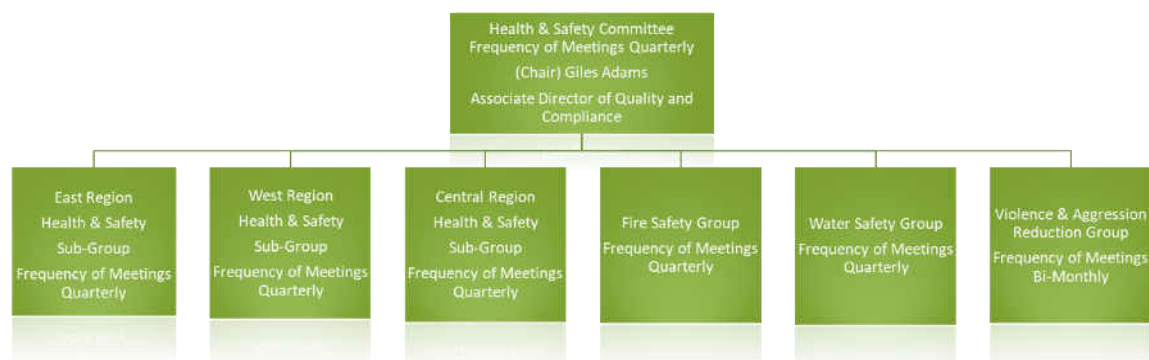 Health & Safety Committee
Frequency of Meetings Quarterly
(Chair) Giles Adams
Associate Director of Quality and
Compliance
East Region
Health & Safety
Sub-Group
Frequency of Meetings
Quarterly
West Region
Health & Safety
Sub-Group
Frequency of Meetings
Quarterly
Central Region
Health & Safety
Sub-Group
Frequency of Meetings
Quarterly
Fire Safety Group
Frequency of Meetings
Quarterly
Water Safety Group
Frequency of Meetings
Quarterly
Violence & Aggression
Reduction Group
Frequency of Meetings
Bi-Monthly